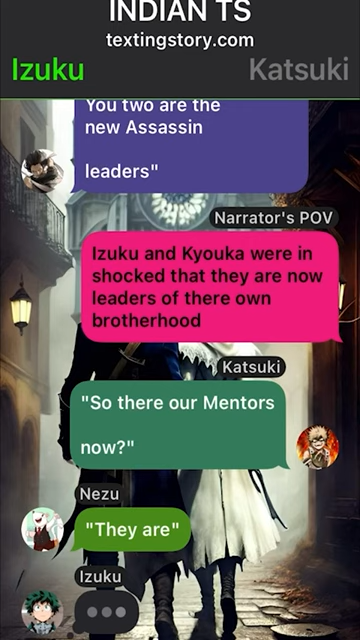 INDIAN TS
textingstory.com
Izuku
Katsuki
You two are the
new Assassin
leaders"
Narrator's POV
Izuku and Kyouka were in
shocked that they are now
leaders of there own
brotherhood
Katsuki
"So there our Mentors
now?"
Nezu
"They are"
Izuku